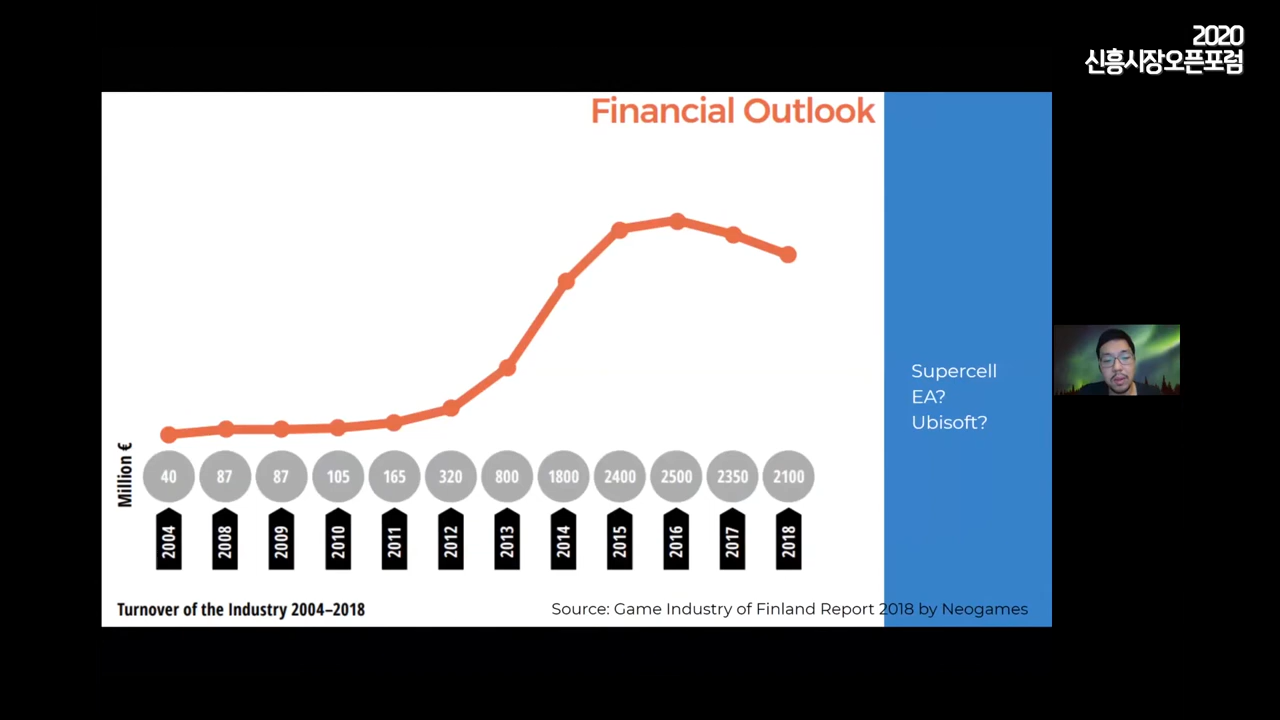 2020
신흥시장오픈포럼
Financial Outlook
Supercell
EA?
Ubisoft?
Million €
40 87 87 105 165 320 800 1800 2400 2500 2350 2100
2004 2008 2009 2010 2011 2012 2013 2014 2015 2016 2017 2018
Turnover of the Industry 2004–2018
Source: Game Industry of Finland Report 2018 by Neogames